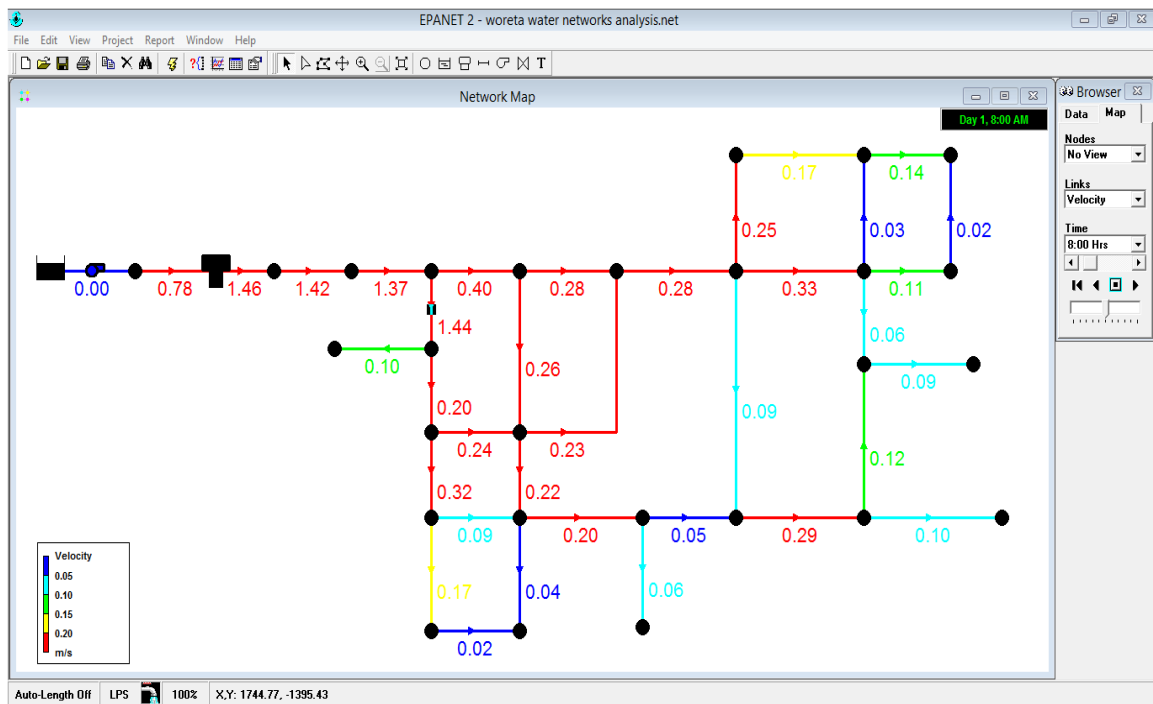 EPANET 2 - woreta water networks analysis.net
File Edit View Project Report Window Help
T
Network Map
Day 1, 8:00 AM
Browser
Data Map
Nodes
No View
Links
Velocity
Time
8:00 Hrs
0.17 0.14
0.25 0.03 0.02
0.00 0.78 1.46 1.42 1.37 0.40 0.28 0.28 0.33 0.11
1.44 0.06
0.10 0.26 0.09
0.20 0.09
0.24 0.23 0.12
0.32 0.22
0.09 0.20 0.05 0.29 0.10
0.17 0.04 0.06
0.02
Velocity
0.05
0.10
0.15
0.20
m/s
Auto-Length Off LPS 100% X,Y: 1744.77, -1395.43